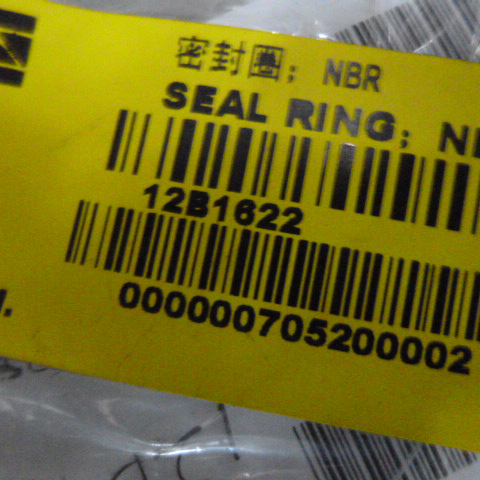 密封圈; NBR
SEAL RING; N
12B1622
000000705200002